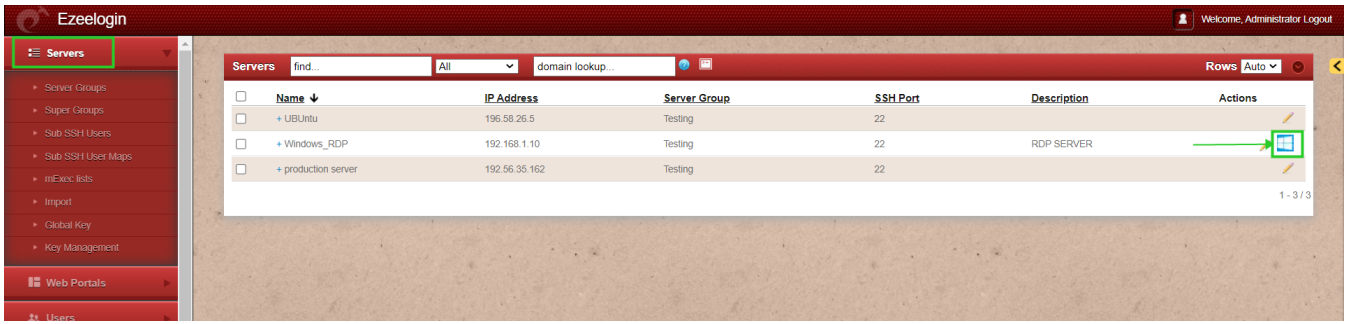 Ezeelogin
Welcome, Administrator Logout
Servers
Server Groups
Super Groups
Sub SSH Users
Sub SSH User Maps
mExec lists
Import
Global Key
Key Management
Web Portals
Users
Servers find... All domain lookup... Rows Auto
Name IP Address Server Group SSH Port Description Actions
+ UBUntu 196.58.26.5 Testing 22
+ Windows_RDP 192.168.1.10 Testing 22 RDP SERVER
+ production server 192.56.35.162 Testing 22
1 - 3 / 3